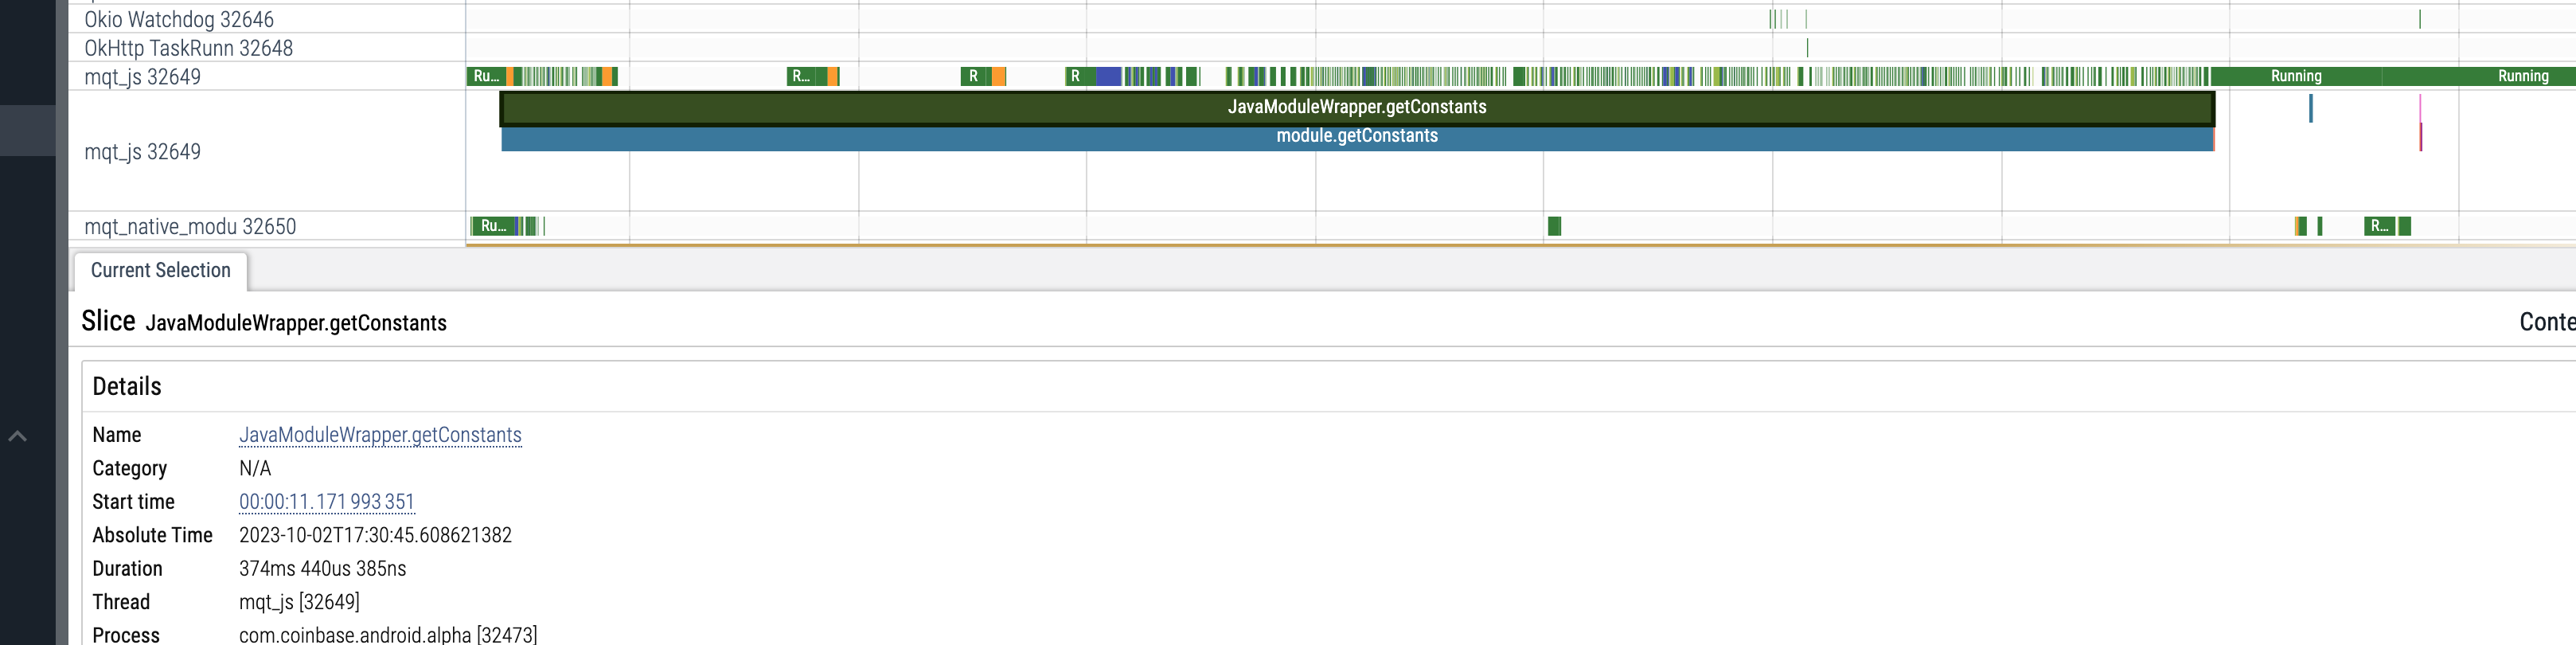 Okio Watchdog 32646
OkHttp TaskRunn 32648
mqt_js 32649 Ru... R... R R Running Running
JavaModuleWrapper.getConstants
module.getConstants
mqt_js 32649
mqt_native_modu 32650 Ru... R...
Current Selection
Slice JavaModuleWrapper.getConstants Conte
Details
Name JavaModuleWrapper.getConstants
Category N/A
Start time 00:00:11.171 993 351
Absolute Time 2023-10-02T17:30:45.608621382
Duration 374ms 440us 385ns
Thread mqt_js [32649]
Process com.coinbase.android.alpha [32473]